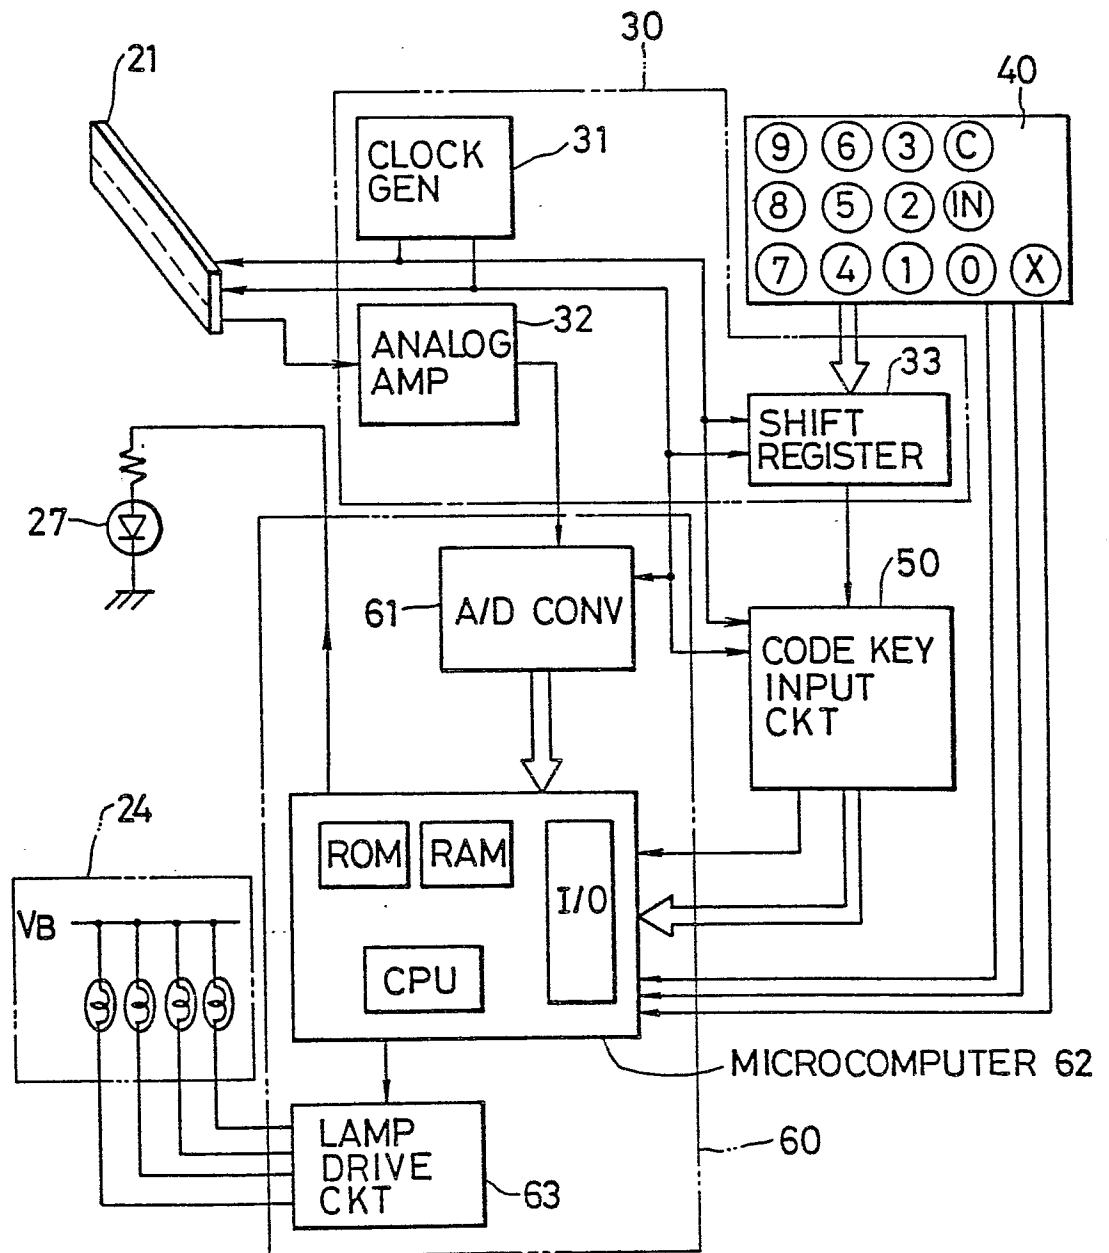 30
21
40
CLOCK
GEN
31
9 6 3 C
8 5 2 IN
7 4 1 0 X
32
ANALOG
AMP
33
SHIFT
REGISTER
27
50
61
A/D CONV
CODE KEY
INPUT
CKT
24
ROM RAM
I/O
VB
CPU
MICROCOMPUTER 62
60
LAMP
DRIVE
CKT
63